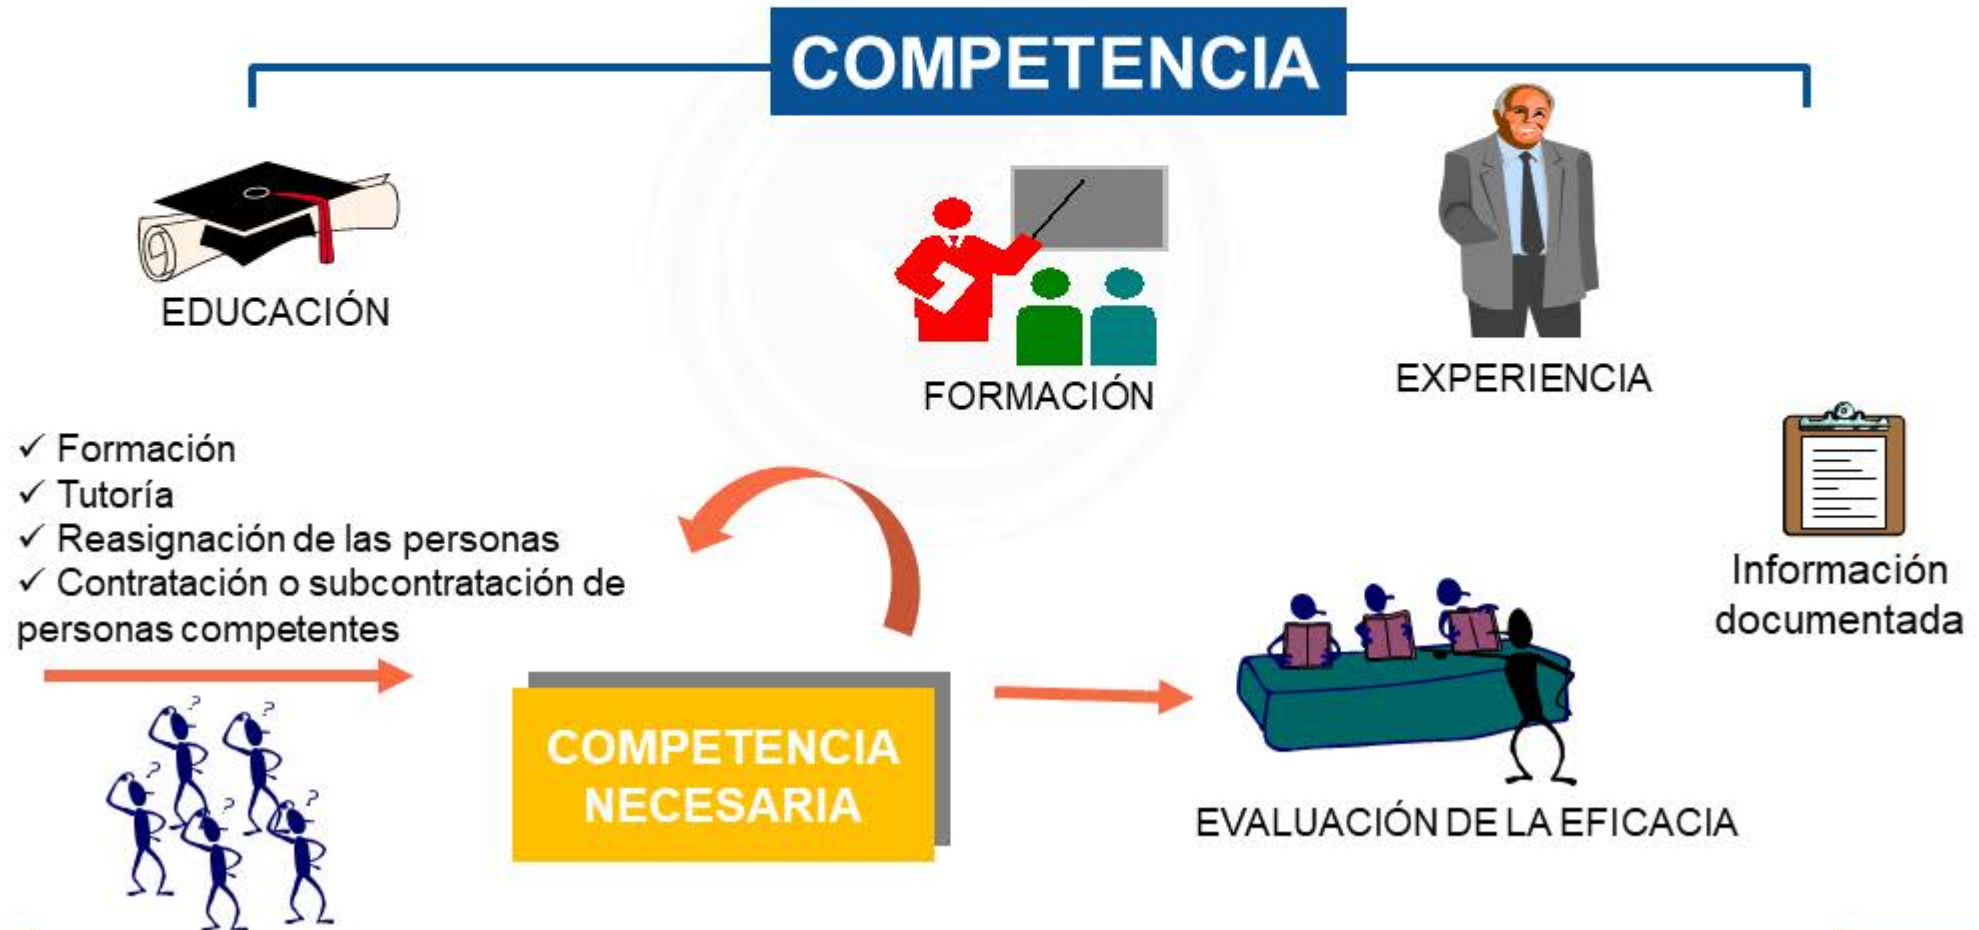 COMPETENCIA
EDUCACIÓN
FORMACIÓN
EXPERIENCIA
✓ Formación
✓ Tutoría
✓ Reasignación de las personas
✓ Contratación o subcontratación de
personas competentes
Información
documentada
? ? ? ? ?
COMPETENCIA
NECESARIA
EVALUACIÓN DE LA EFICACIA